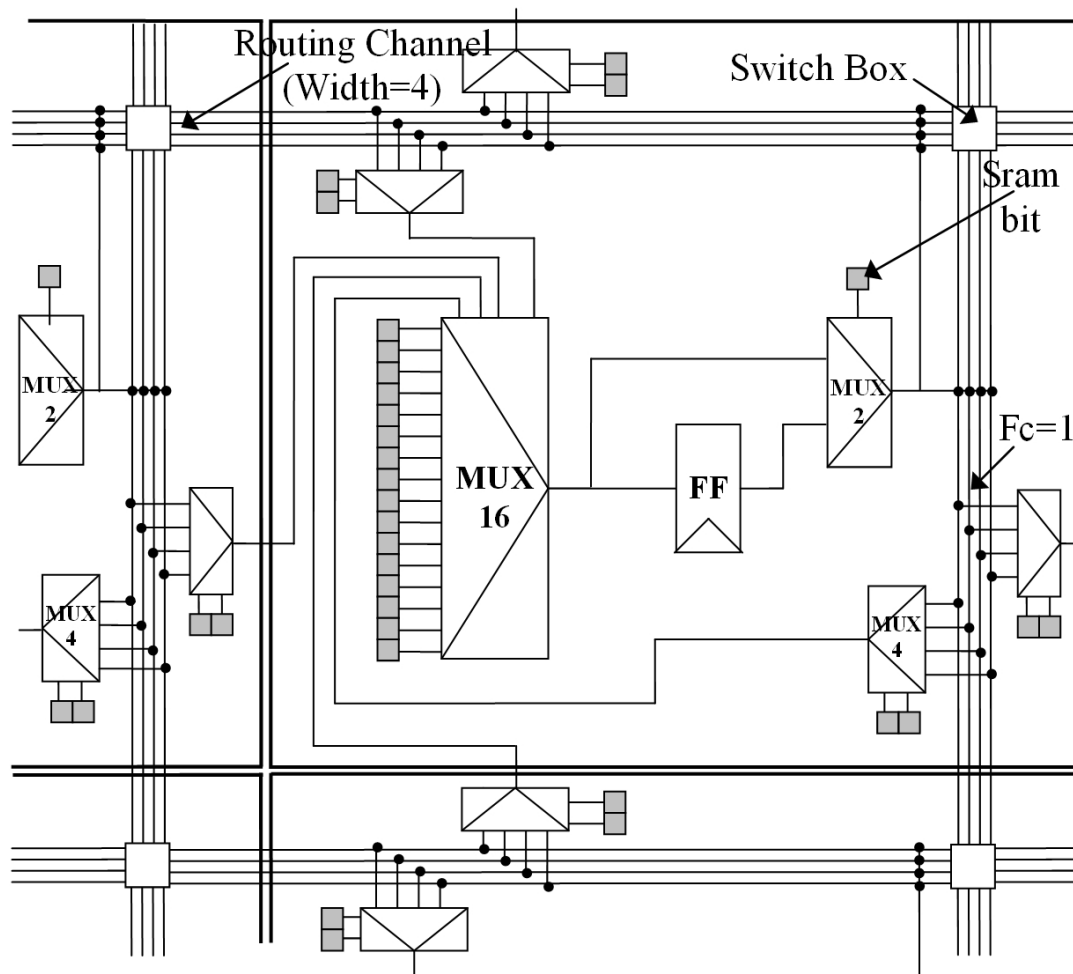 Routing Channel
(Width=4)
Switch Box
Sram
bit
MUX
2
MUX
2
MUX
16
FF
Fc=1
MUX
4
MUX
4